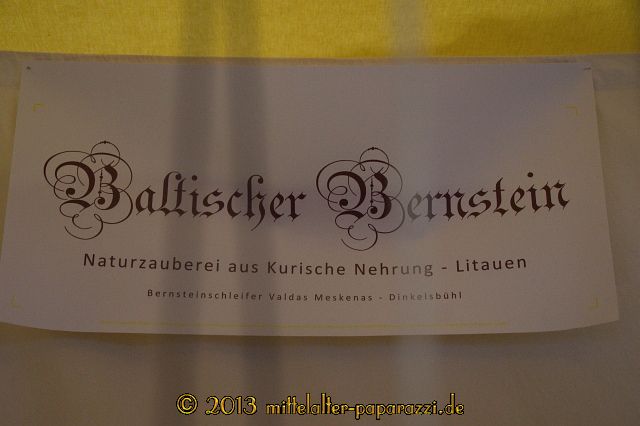 Baltischer Bernstein
Naturzauberei aus Kurische Nehrung - Litauen
Bernsteinschleifer Valdas Meskenas - Dinkelsbühl
© 2013 mittelalter-paparazzi.de